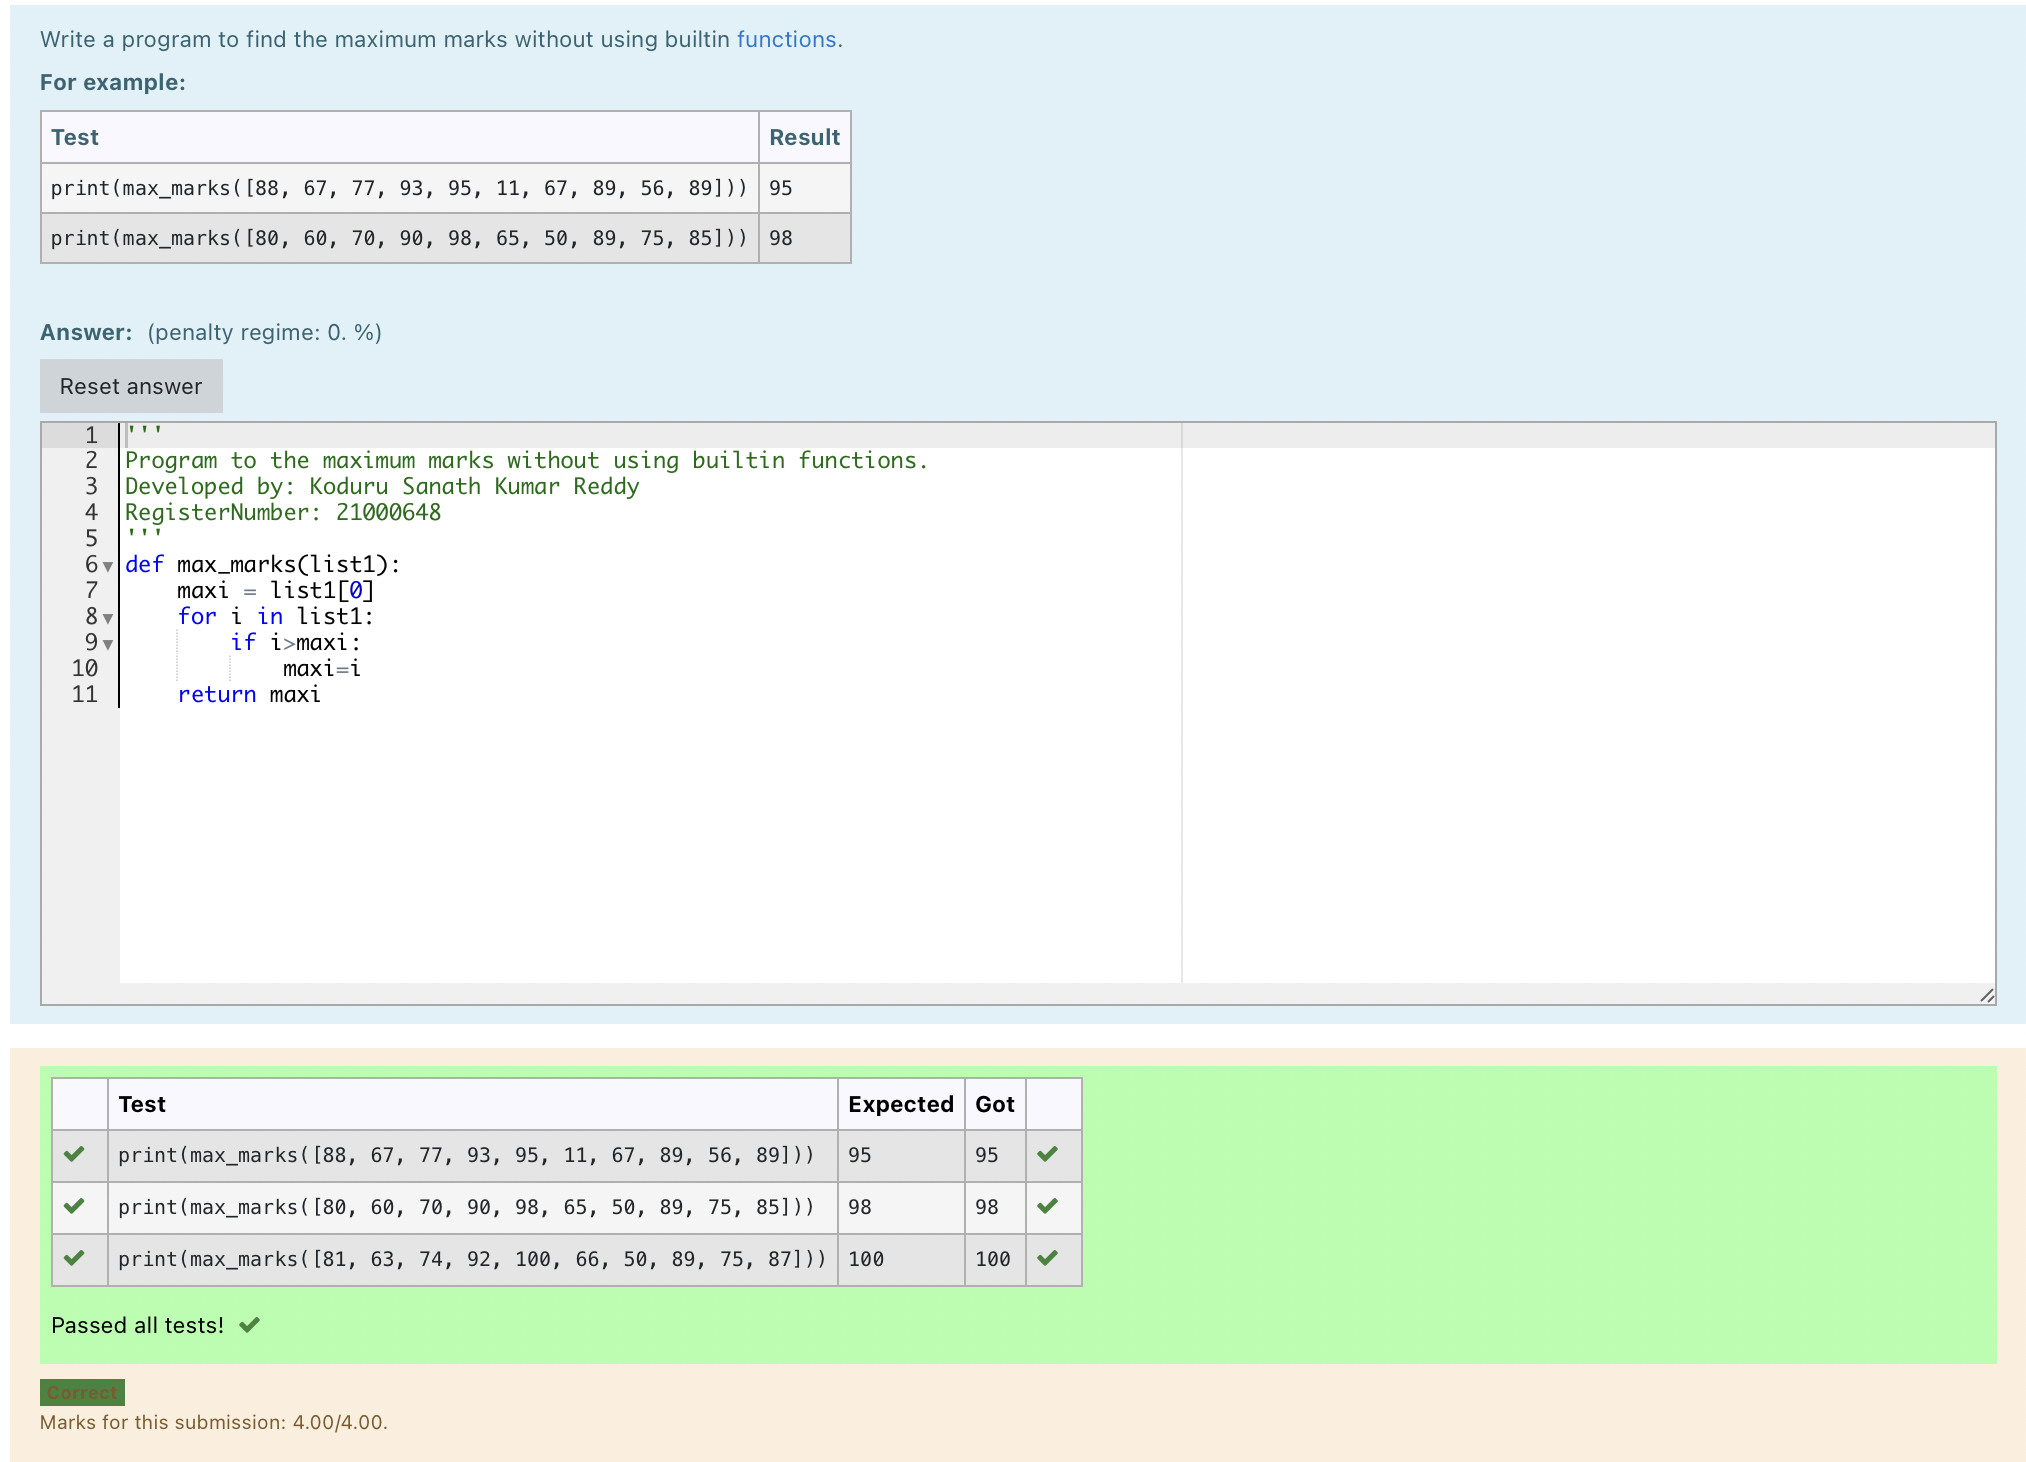 Write a program to find the maximum marks without using builtin functions.
For example:
Test Result
print(max_marks([88, 67, 77, 93, 95, 11, 67, 89, 56, 89])) 95
print(max_marks([80, 60, 70, 90, 98, 65, 50, 89, 75, 85])) 98
Answer: (penalty regime: 0. %)
Reset answer
1 '''
2 Program to the maximum marks without using builtin functions.
3 Developed by: Koduru Sanath Kumar Reddy
4 RegisterNumber: 21000648
5 '''
6 def max_marks(list1):
7     maxi = list1[0]
8     for i in list1:
9         if i>maxi:
10             maxi=i
11     return maxi
Test Expected Got
print(max_marks([88, 67, 77, 93, 95, 11, 67, 89, 56, 89])) 95 95
print(max_marks([80, 60, 70, 90, 98, 65, 50, 89, 75, 85])) 98 98
print(max_marks([81, 63, 74, 92, 100, 66, 50, 89, 75, 87])) 100 100
Passed all tests!
Correct
Marks for this submission: 4.00/4.00.